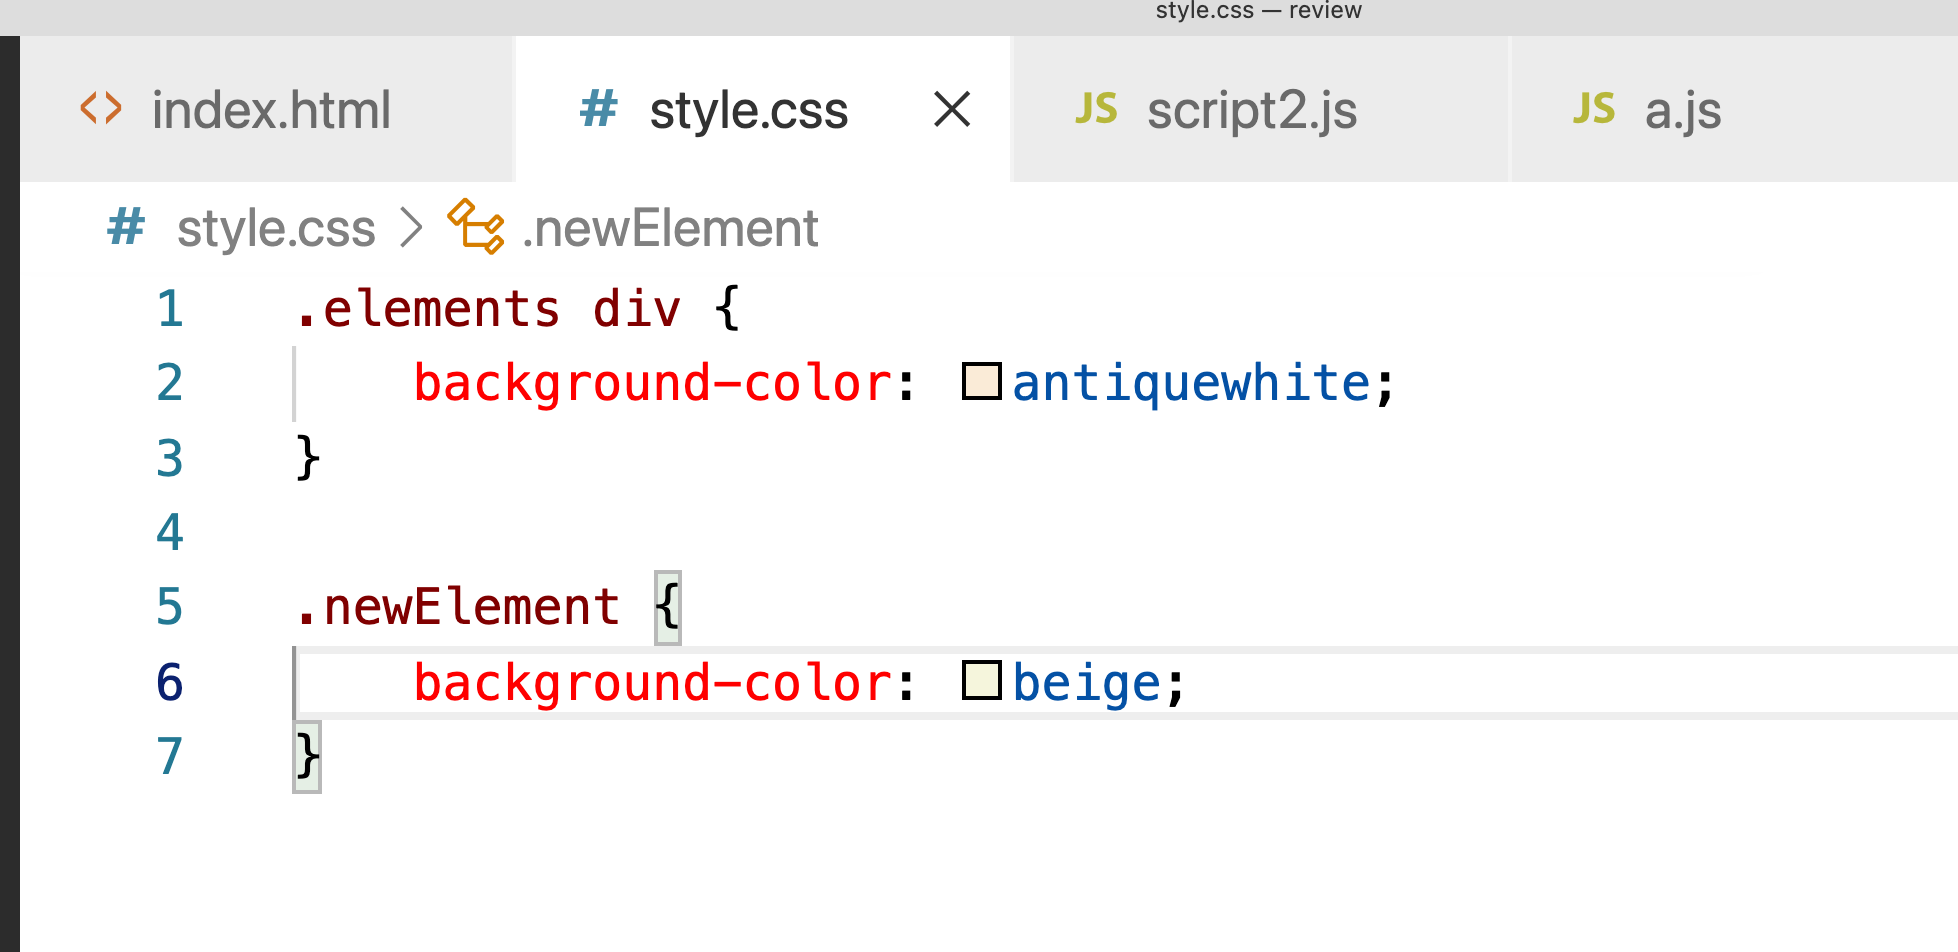 style.css — review
<> index.html # style.css JS script2.js JS a.js
# style.css > .newElement
1 .elements div {
2 background-color: antiquewhite;
3 }
4
5 .newElement {
6 background-color: beige;
7 }